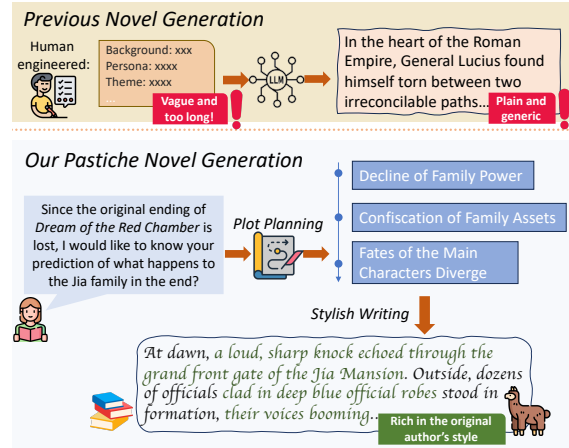 Previous Novel Generation
Human
engineered:
Background: xxx
Persona: xxxx
Theme: xxxx
...
Vague and
too long!
LLM
In the heart of the Roman
Empire, General Lucius found
himself torn between two
irreconcilable paths...
Plain and
generic
Our Pastiche Novel Generation
Since the original ending of
Dream of the Red Chamber is
lost, I would like to know your
prediction of what happens to
the Jia family in the end?
Plot Planning
Decline of Family Power
Confiscation of Family Assets
Fates of the Main
Characters Diverge
Stylish Writing
At dawn, a loud, sharp knock echoed through the
grand front gate of the Jia Mansion. Outside, dozens
of officials clad in deep blue official robes stood in
formation, their voices booming...
Rich in the original
author's style